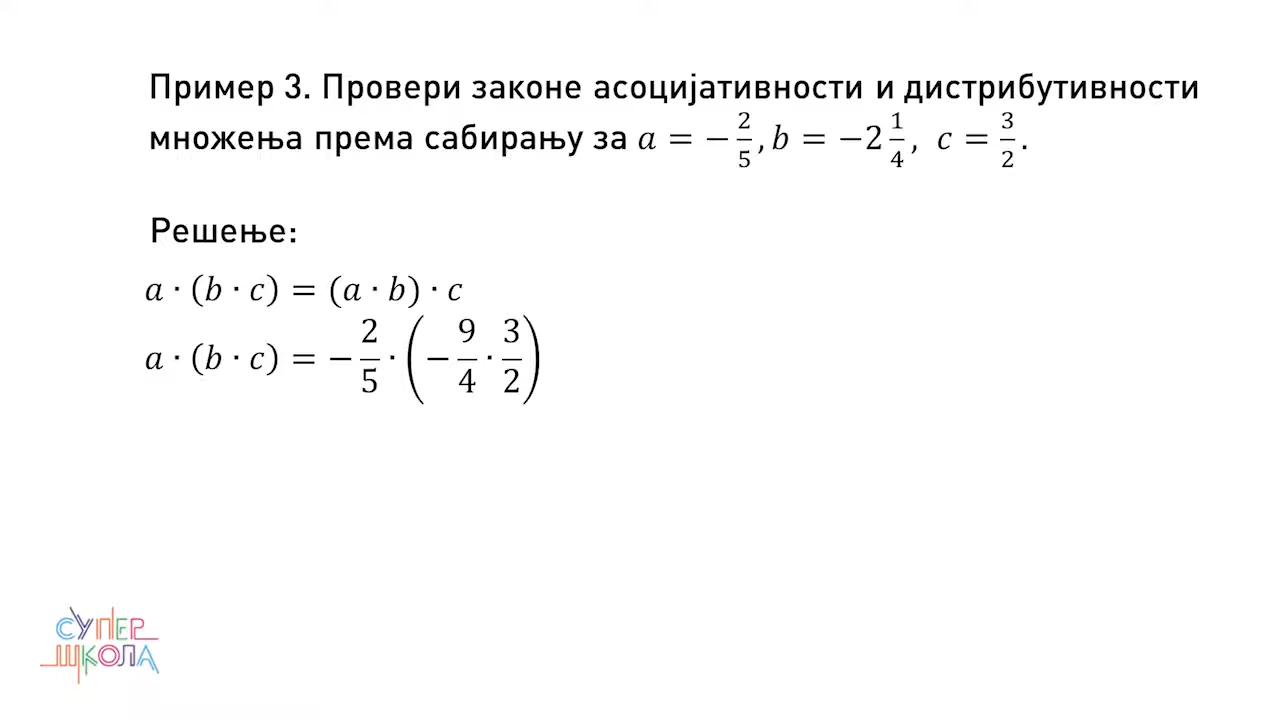 Пример 3. Провери законе асоцијативности и дистрибутивности
множења према сабирању за a = −2/5, b = −2 1/4, c = 3/2.
Решење:
a · (b · c) = (a · b) · c
a · (b · c) = −2/5 · (−9/4 · 3/2)
СУПЕР
ШКОЛА